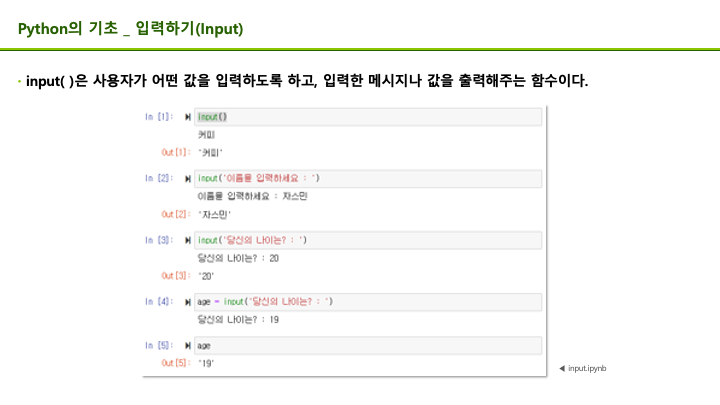 Python의 기초 _ 입력하기(Input)
· input( )은 사용자가 어떤 값을 입력하도록 하고, 입력한 메시지나 값을 출력해주는 함수이다.
In [1]: input()
커피
Out[1]: '커피'
In [2]: input('이름을 입력하세요 : ')
이름을 입력하세요 : 자스민
Out[2]: '자스민'
In [3]: input('당신의 나이는? : ')
당신의 나이는? : 20
Out[3]: '20'
In [4]: age = input('당신의 나이는? : ')
당신의 나이는? : 19
In [5]: age
Out[5]: '19'
◀ input.ipynb